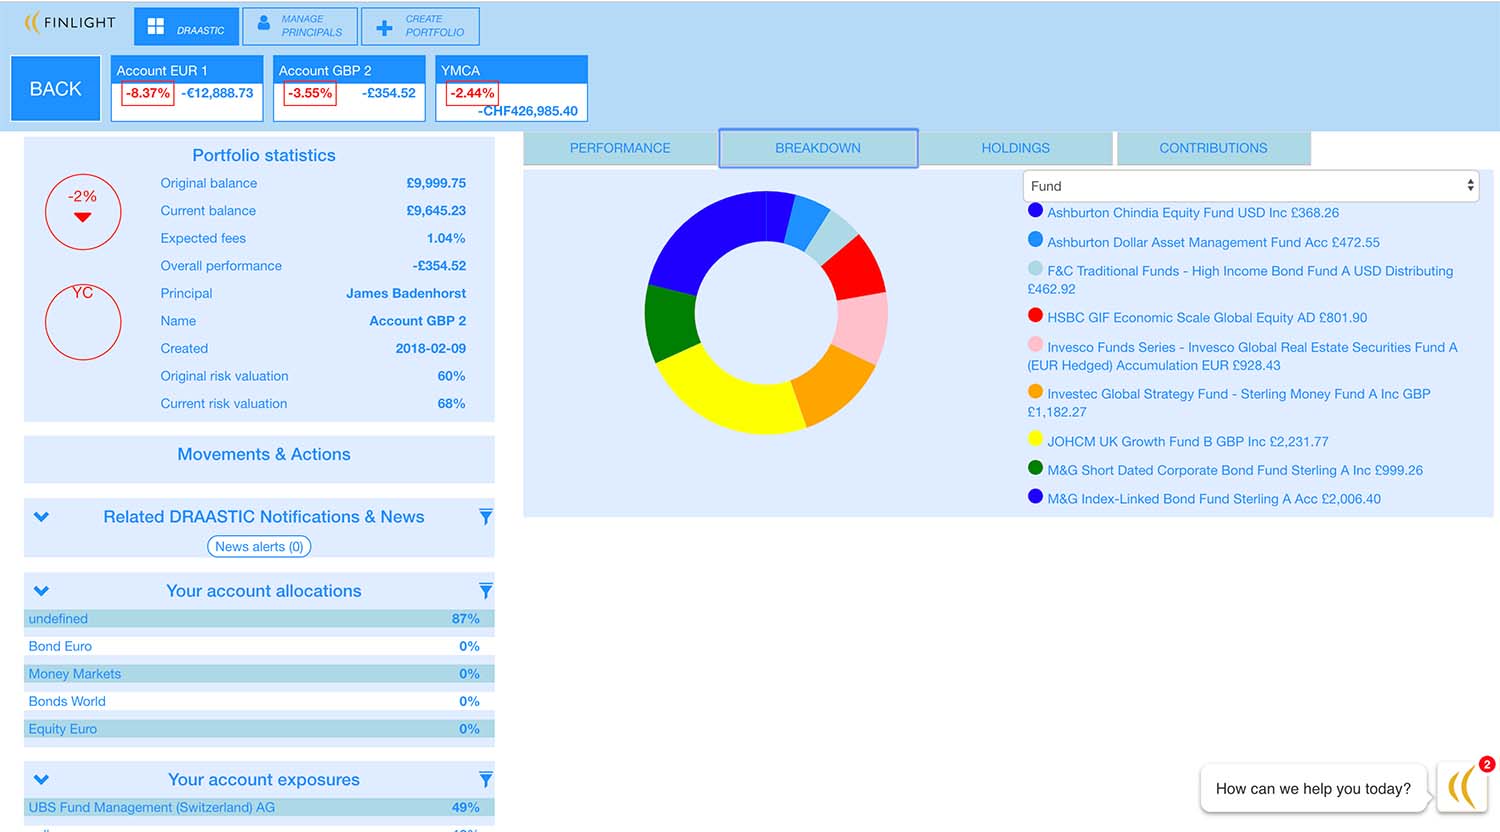 FINLIGHT
DRAASTIC
MANAGE
PRINCIPALS
CREATE
PORTFOLIO
BACK
Account EUR 1
-8.37% -€12,888.73
Account GBP 2
-3.55% -£354.52
YMCA
-2.44%
-CHF426,985.40
Portfolio statistics
-2%
YC
Original balance £9,999.75
Current balance £9,645.23
Expected fees 1.04%
Overall performance -£354.52
Principal James Badenhorst
Name Account GBP 2
Created 2018-02-09
Original risk valuation 60%
Current risk valuation 68%
Movements & Actions
Related DRAASTIC Notifications & News
News alerts (0)
Your account allocations
undefined 87%
Bond Euro 0%
Money Markets 0%
Bonds World 0%
Equity Euro 0%
Your account exposures
UBS Fund Management (Switzerland) AG 49%
PERFORMANCE
BREAKDOWN
HOLDINGS
CONTRIBUTIONS
Fund
Ashburton Chindia Equity Fund USD Inc £368.26
Ashburton Dollar Asset Management Fund Acc £472.55
F&C Traditional Funds - High Income Bond Fund A USD Distributing
£462.92
HSBC GIF Economic Scale Global Equity AD £801.90
Invesco Funds Series - Invesco Global Real Estate Securities Fund A
(EUR Hedged) Accumulation EUR £928.43
Investec Global Strategy Fund - Sterling Money Fund A Inc GBP
£1,182.27
JOHCM UK Growth Fund B GBP Inc £2,231.77
M&G Short Dated Corporate Bond Fund Sterling A Inc £999.26
M&G Index-Linked Bond Fund Sterling A Acc £2,006.40
How can we help you today?
2